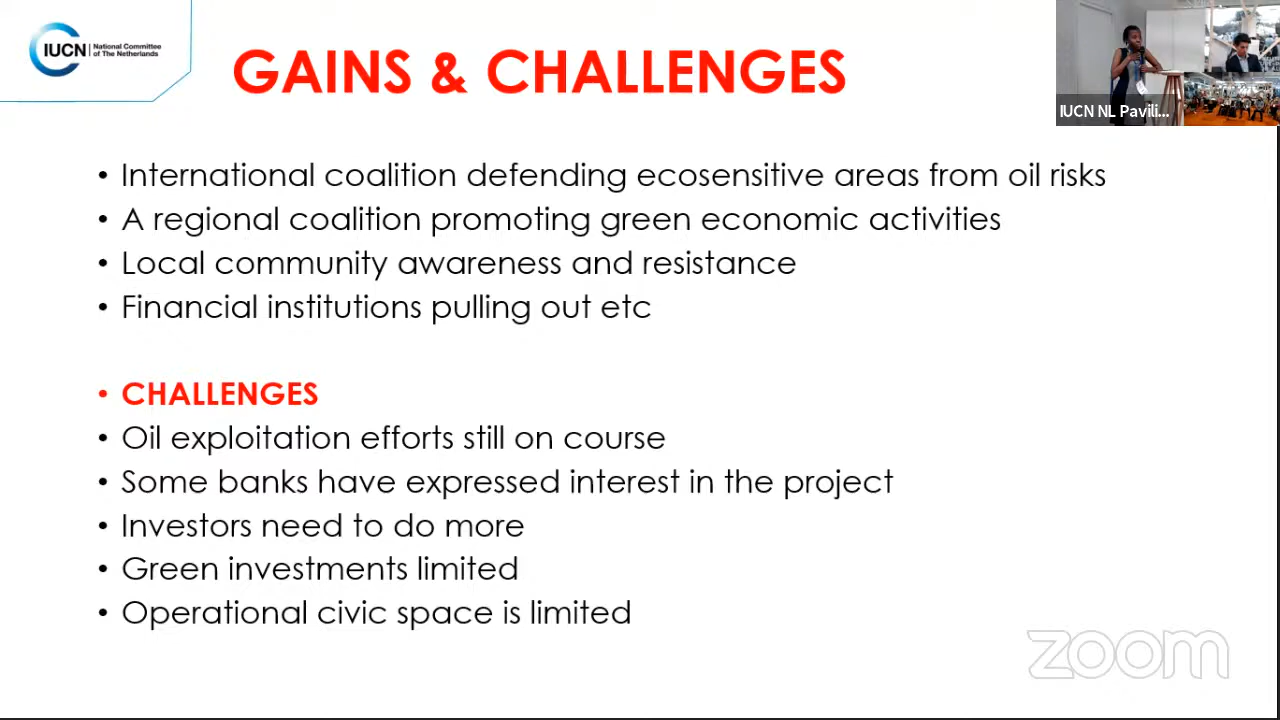 IUCN
National Committee
of The Netherlands
GAINS & CHALLENGES
IUCN NL Pavili...
• International coalition defending ecosensitive areas from oil risks
• A regional coalition promoting green economic activities
• Local community awareness and resistance
• Financial institutions pulling out etc
• CHALLENGES
• Oil exploitation efforts still on course
• Some banks have expressed interest in the project
• Investors need to do more
• Green investments limited
• Operational civic space is limited
zoom